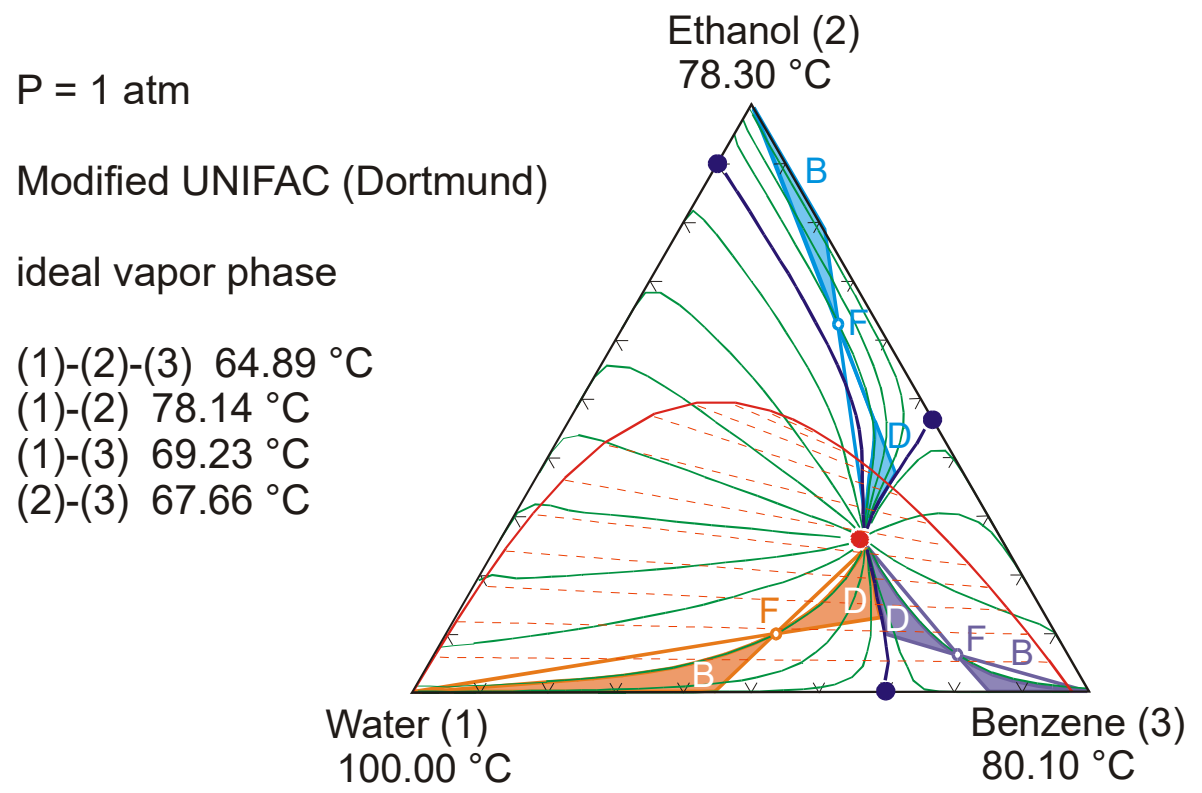 Ethanol (2)
78.30 °C
P = 1 atm
Modified UNIFAC (Dortmund)
ideal vapor phase
(1)-(2)-(3) 64.89 °C
(1)-(2) 78.14 °C
(1)-(3) 69.23 °C
(2)-(3) 67.66 °C
B
F
D
F
D
D
F
B
B
Water (1)
100.00 °C
Benzene (3)
80.10 °C